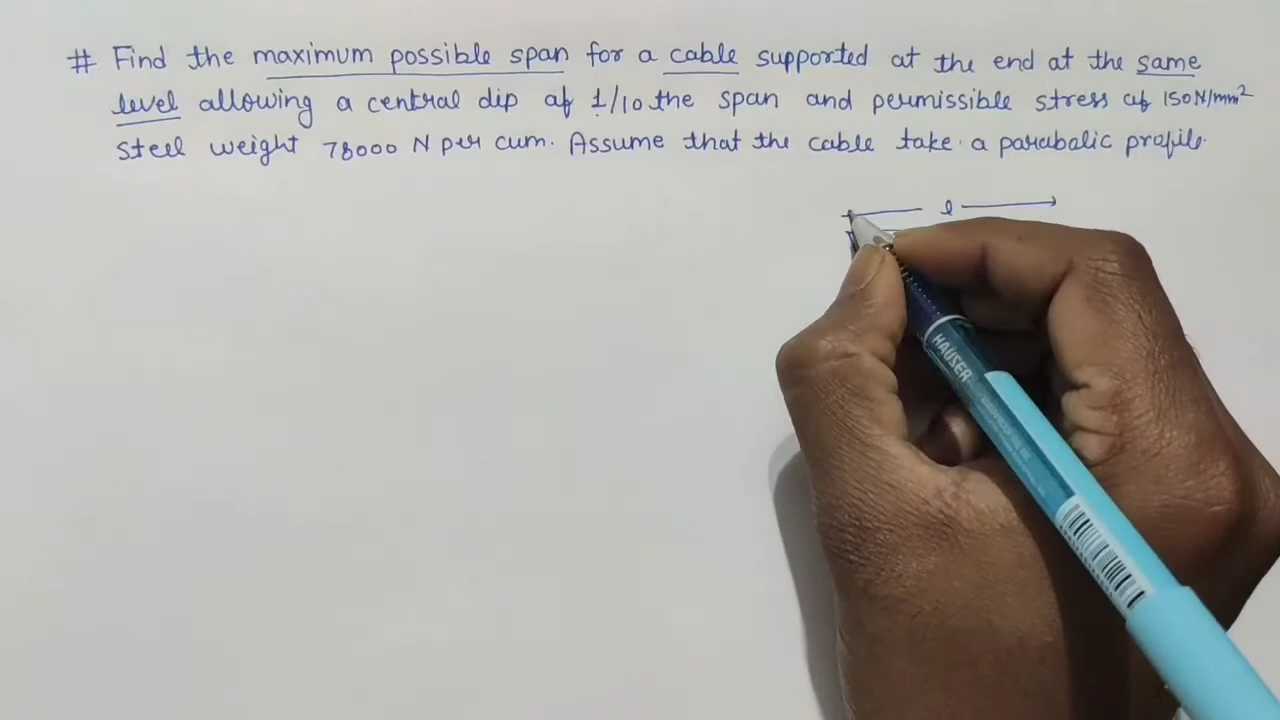 # Find the maximum possible span for a cable supported at the end at the same
level allowing a central dip of 1/10 the span and permissible stress of 150N/mm²
steel weight 78000 N per cum. Assume that the cable take a parabolic profile.
l
HAUSER